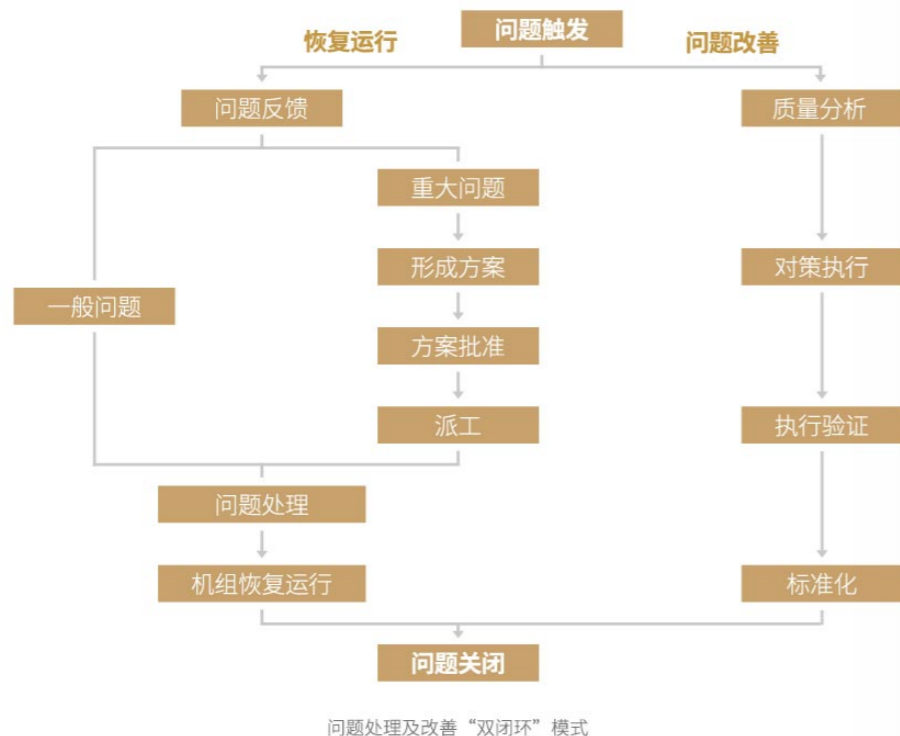 问题触发
恢复运行
问题改善
问题反馈
质量分析
重大问题
形成方案
对策执行
一般问题
方案批准
派工
执行验证
问题处理
机组恢复运行
标准化
问题关闭
问题处理及改善“双闭环”模式